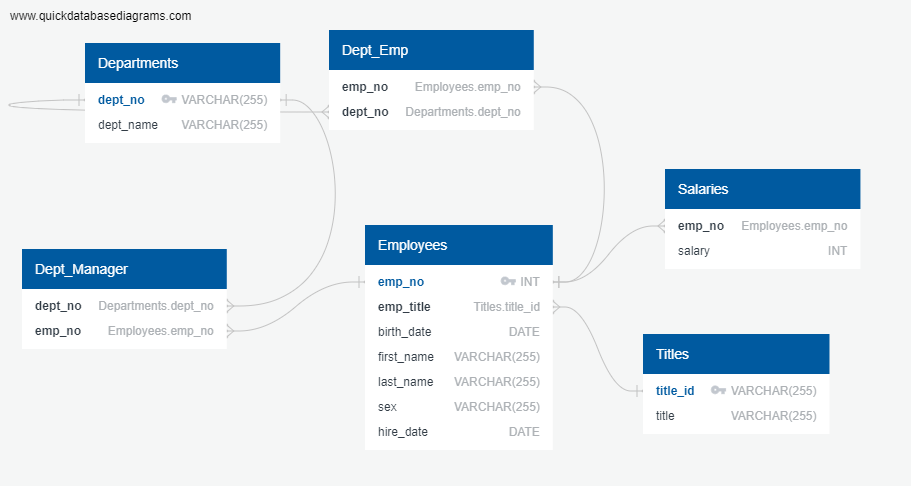 www.quickdatabasediagrams.com
Departments
dept_no VARCHAR(255)
dept_name VARCHAR(255)
Dept_Emp
emp_no Employees.emp_no
dept_no Departments.dept_no
Salaries
emp_no Employees.emp_no
salary INT
Employees
emp_no INT
emp_title Titles.title_id
birth_date DATE
first_name VARCHAR(255)
last_name VARCHAR(255)
sex VARCHAR(255)
hire_date DATE
Dept_Manager
dept_no Departments.dept_no
emp_no Employees.emp_no
Titles
title_id VARCHAR(255)
title VARCHAR(255)